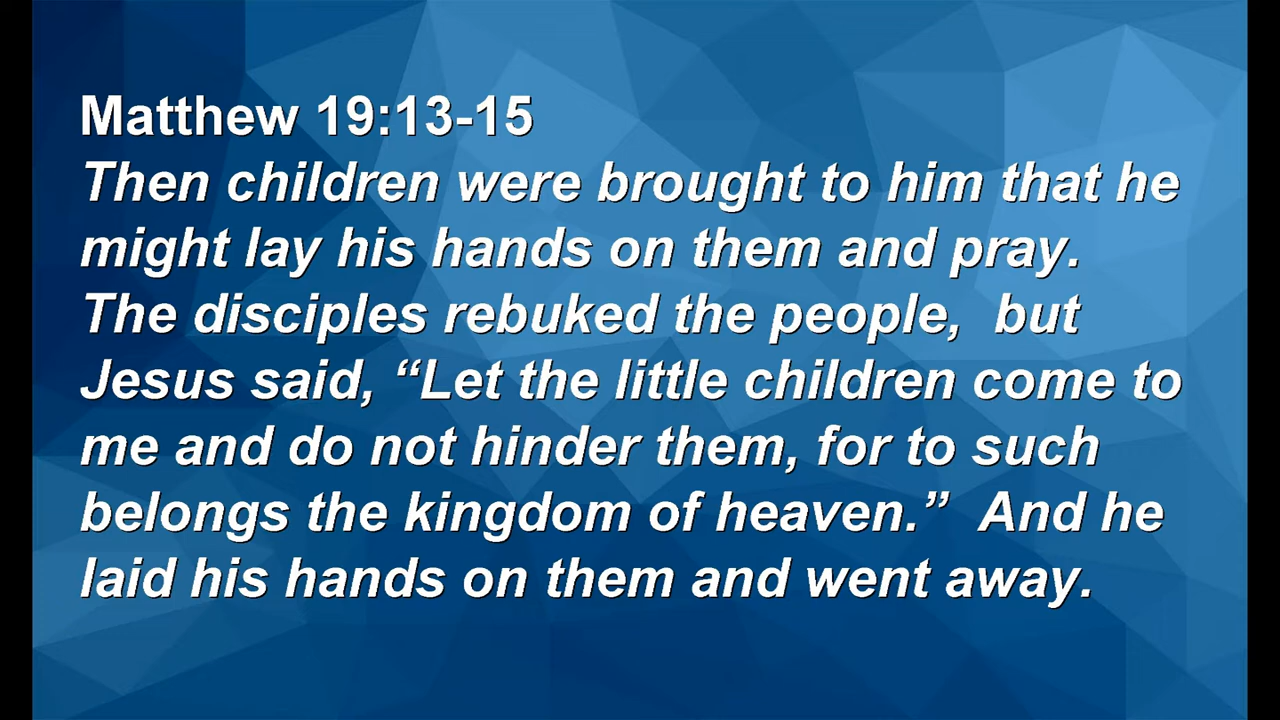 Matthew 19:13-15
Then children were brought to him that he
might lay his hands on them and pray.
The disciples rebuked the people,  but
Jesus said, “Let the little children come to
me and do not hinder them, for to such
belongs the kingdom of heaven.”  And he
laid his hands on them and went away.